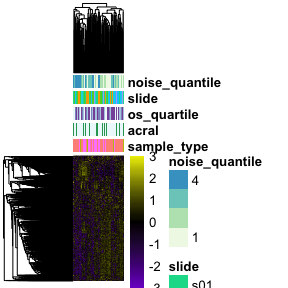 noise_quantile
slide
os_quartile
acral
sample_type
3
2
1
0
-1
-2
noise_quantile
4
1
slide
s01